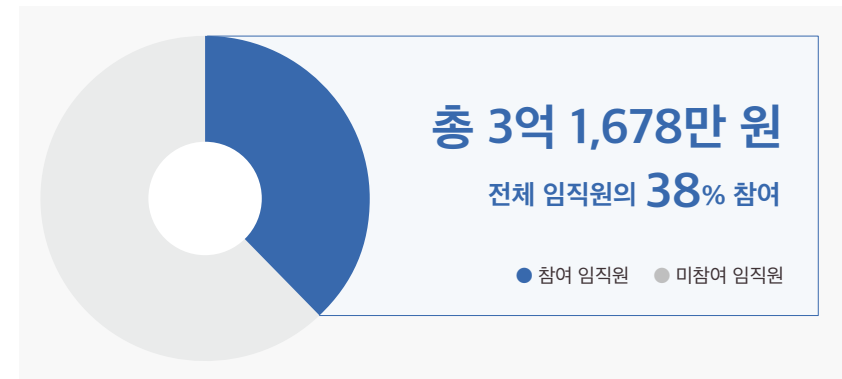 총 3억 1,678만 원
전체 임직원의 38% 참여
참여 임직원 미참여 임직원